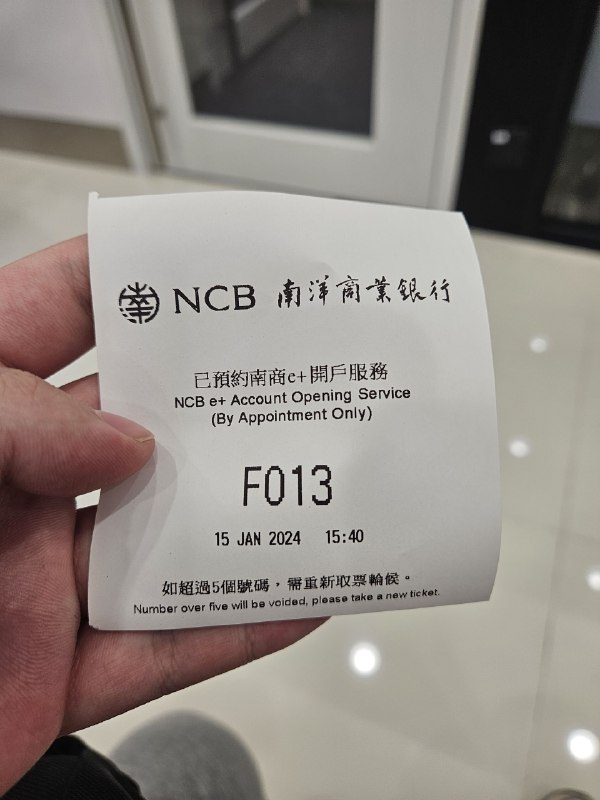 NCB 南洋商業銀行
已預約南商e+開戶服務
NCB e+ Account Opening Service
(By Appointment Only)
F013
15 JAN 2024 15:40
如超過5個號碼，需重新取票輪候。
Number over five will be voided, please take a new ticket.